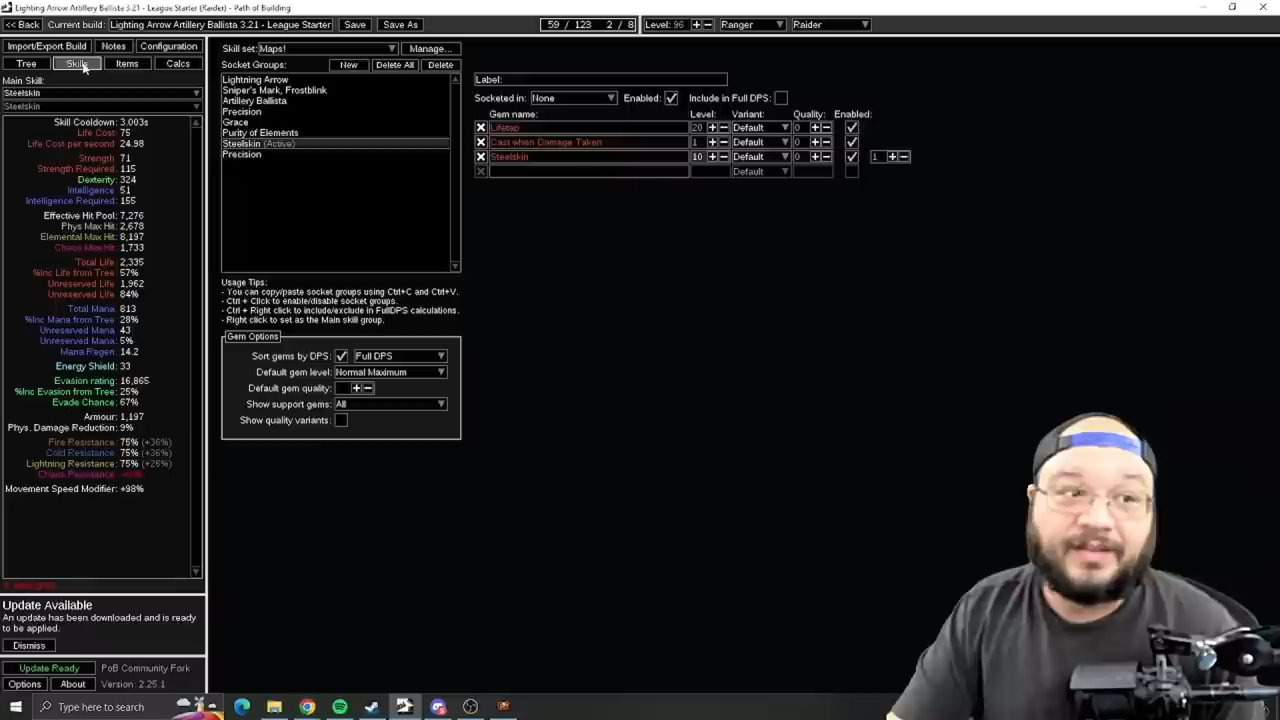 Lighting Arrow Artillery Ballista 3.21 - League Starter (Raider) - Path of Building
<< Back
Current build: Lighting Arrow Artillery Ballista 3.21 - League Starter
Save
Save As
59 / 123 2 / 8
Level: 96 + -
Ranger
Raider
Import/Export Build
Notes
Configuration
Tree
Skills
Items
Calcs
Main Skill:
Steelskin
Steelskin
Skill Cooldown: 3.003s
Life Cost: 75
Life Cost per second: 24.98
Strength: 71
Strength Required: 115
Dexterity: 324
Intelligence: 51
Intelligence Required: 155
Effective Hit Pool: 7,276
Phys Max Hit: 2,678
Elemental Max Hit: 8,197
Chaos Max Hit: 1,733
Total Life: 2,335
%Inc Life from Tree: 57%
Unreserved Life: 1,962
Unreserved Life: 84%
Total Mana: 813
%Inc Mana from Tree: 28%
Unreserved Mana: 43
Unreserved Mana: 5%
Mana Regen: 14.2
Energy Shield: 33
Evasion rating: 16,865
%Inc Evasion from Tree: 25%
Evade Chance: 67%
Armour: 1,197
Phys. Damage Reduction: 9%
Fire Resistance: 75% (+36%)
Cold Resistance: 75% (+36%)
Lightning Resistance: 75% (+26%)
Chaos Resistance:
Movement Speed Modifier: +98%
Update Available
An update has been downloaded and is ready
to be applied.
Dismiss
Update Ready
PoB Community Fork
Options
About
Version: 2.25.1
Skill set: Maps!
Manage...
Socket Groups:
New
Delete All
Delete
Lightning Arrow
Sniper's Mark, Frostblink
Artillery Ballista
Precision
Grace
Purity of Elements
Steelskin (Active)
Precision
Usage Tips:
- You can copy/paste socket groups using Ctrl+C and Ctrl+V.
- Ctrl + Click to enable/disable socket groups.
- Ctrl + Right click to include/exclude in FullDPS calculations.
- Right click to set as the Main skill group.
Gem Options
Sort gems by DPS: Full DPS
Default gem level: Normal Maximum
Default gem quality: + -
Show support gems: All
Show quality variants:
Label:
Socketed in: None
Enabled:
Include in Full DPS:
Gem name: Level: Variant: Quality: Enabled:
Lifetap 20 + - Default 0 + -
Cast when Damage Taken 1 + - Default 0 + -
Steelskin 10 + - Default 0 + - 1 + -
Default
Type here to search